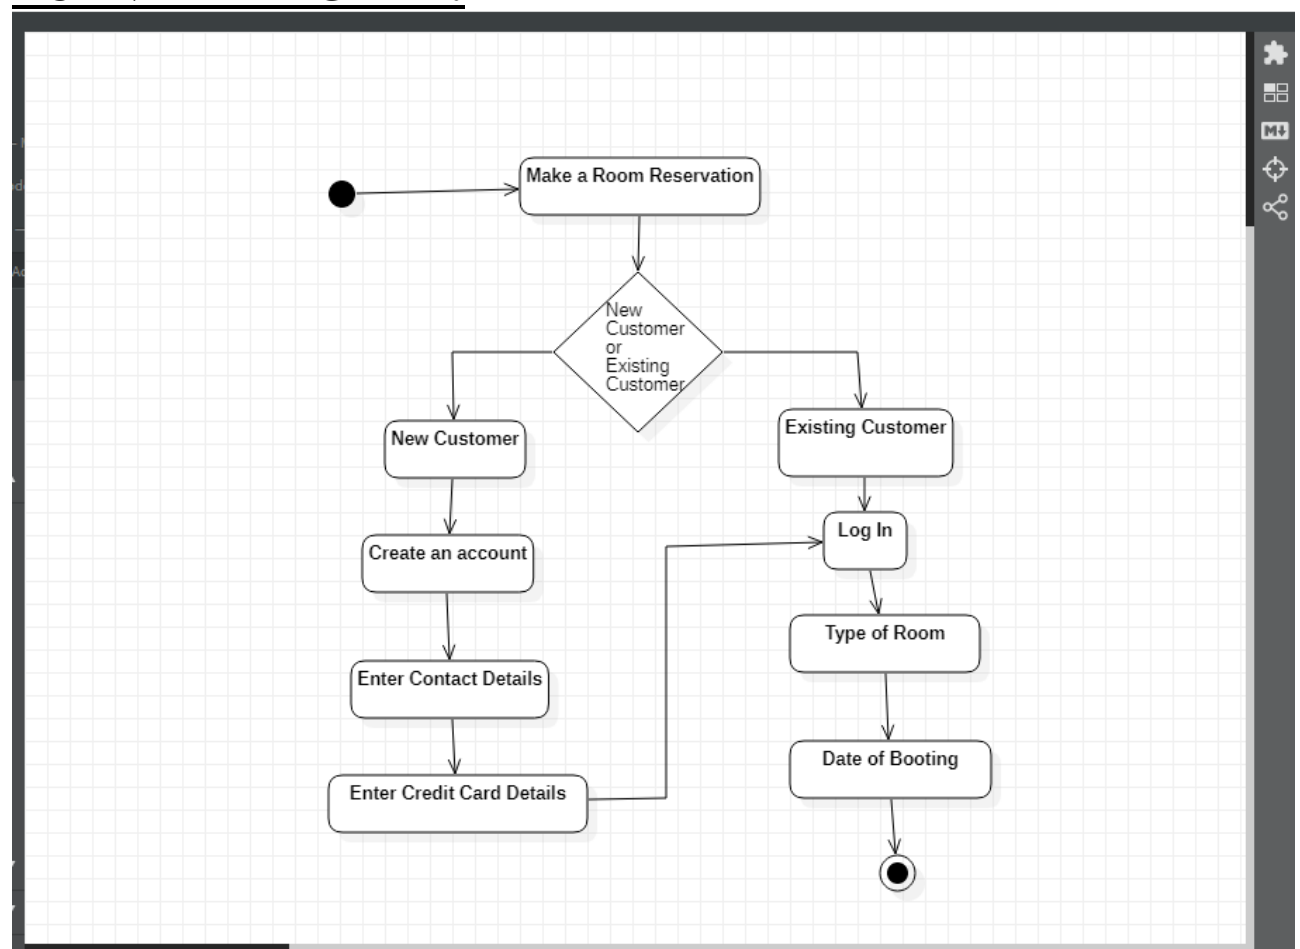 Make a Room Reservation
New
Customer
or
Existing
Customer
New Customer
Existing Customer
Create an account
Log In
Enter Contact Details
Type of Room
Enter Credit Card Details
Date of Booting
M